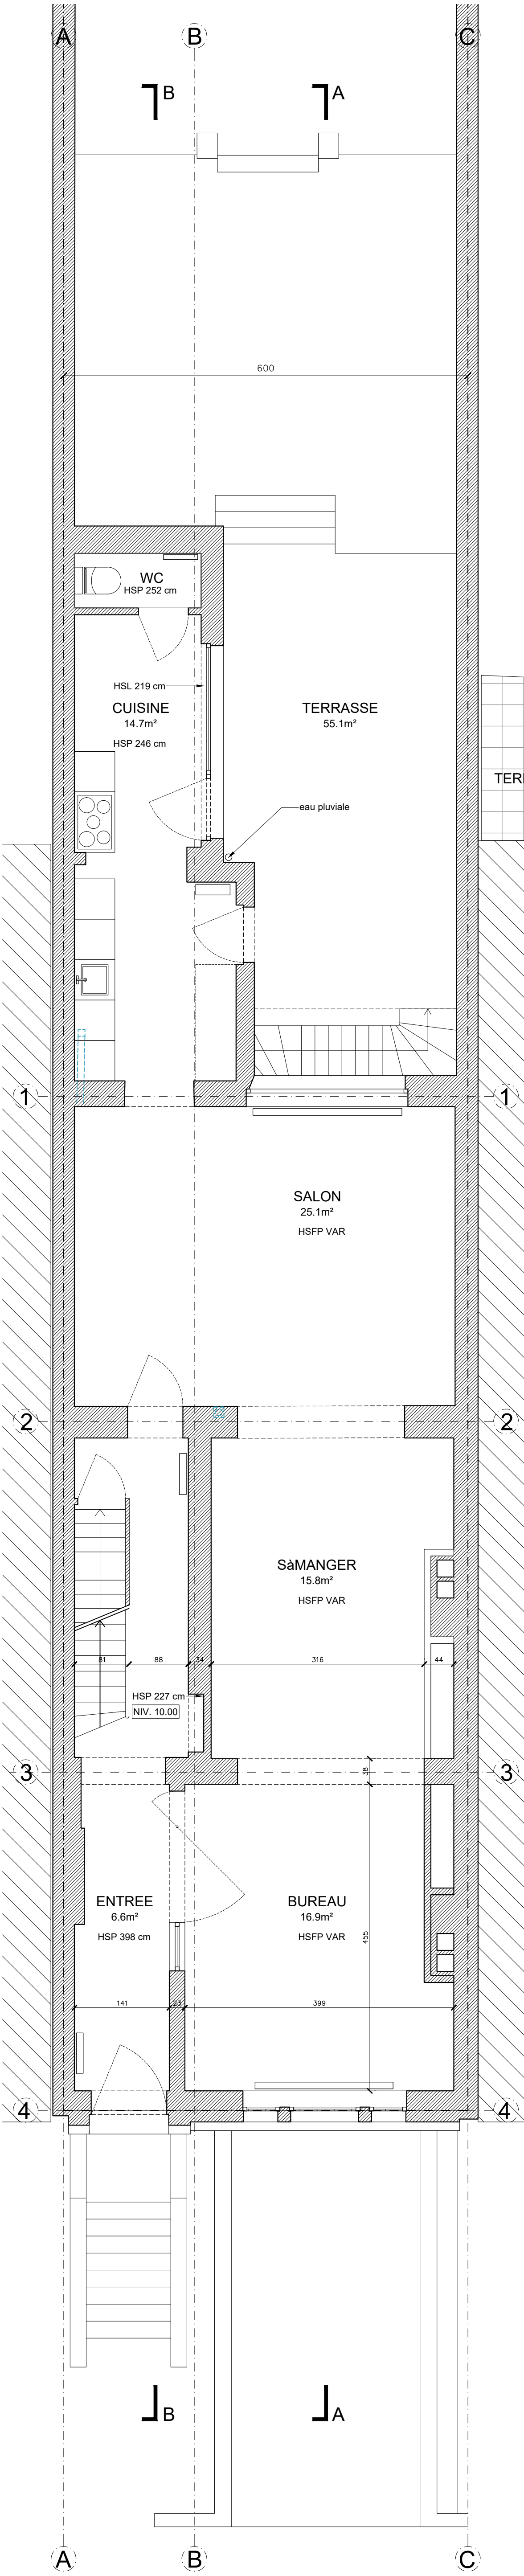 A
B
C
B
A
600
WC
HSP 252 cm
HSL 219 cm
CUISINE
14.7m²
HSP 246 cm
TERRASSE
55.1m²
TERI
eau pluviale
1
1
SALON
25.1m²
HSFP VAR
2
2
SàMANGER
15.8m²
HSFP VAR
81
88
34
316
44
HSP 227 cm
NIV. 10.00
3
3
38
ENTREE
6.6m²
HSP 398 cm
BUREAU
16.9m²
HSFP VAR
455
141
23
399
4
4
B
A
A
B
C